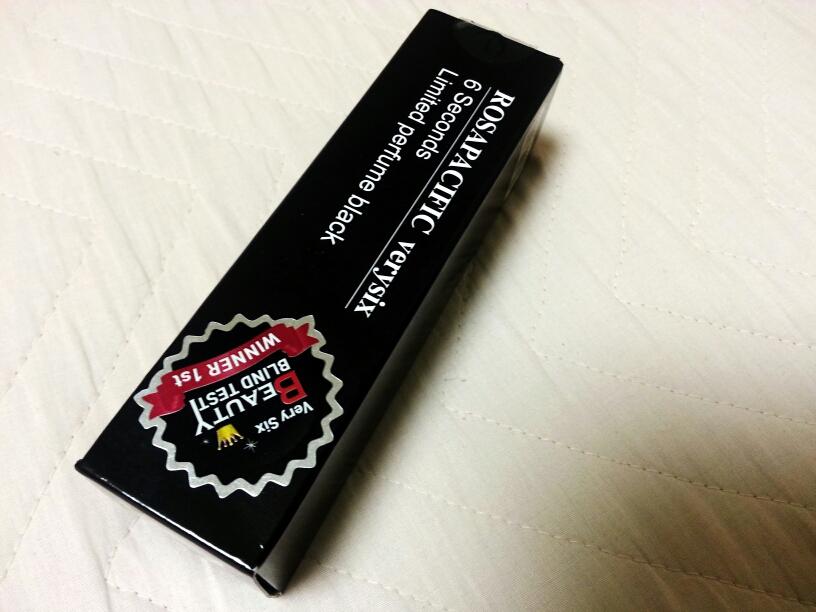 ROSAPACIFIC verysix
6 Seconds
Limited perfume black
Very Six
BEAUTY
BLIND TEST!
WINNER 1st